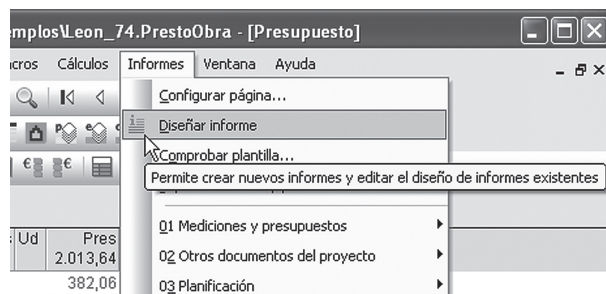 emplos\Leon_74.PrestoObra - [Presupuesto]
acros Cálculos Informes Ventana Ayuda
Configurar página...
Diseñar informe
Comprobar plantilla...
Permite crear nuevos informes y editar el diseño de informes existentes
01 Mediciones y presupuestos
Ud Pres
02 Otros documentos del proyecto
2.013,64
382,06
03 Planificación